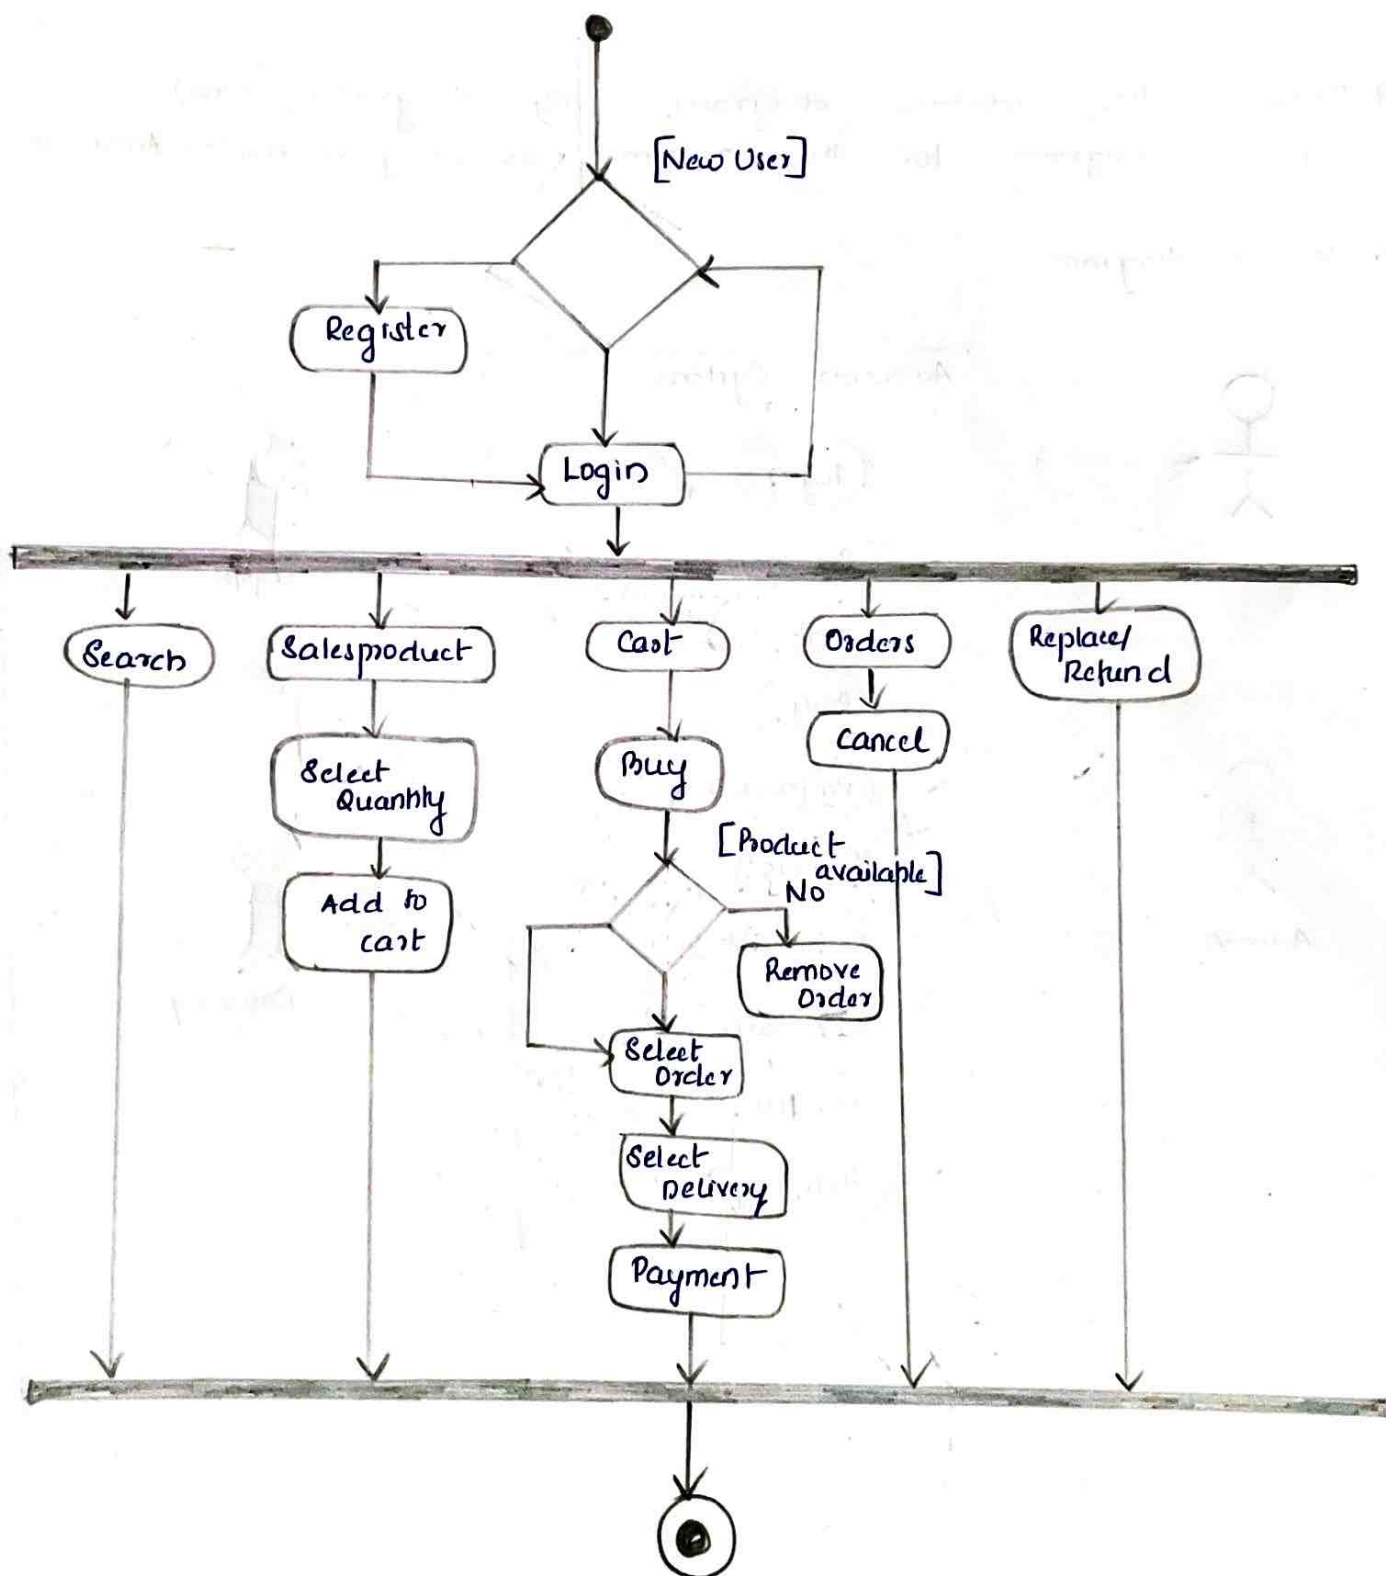 [New User]
Register
Login
Search
Salesproduct
Cart
Orders
Replace/
Refund
Select
Quantity
Add to
cart
Buy
Cancel
[Product
available]
No
Remove
Order
Select
Order
Select
Delivery
Payment